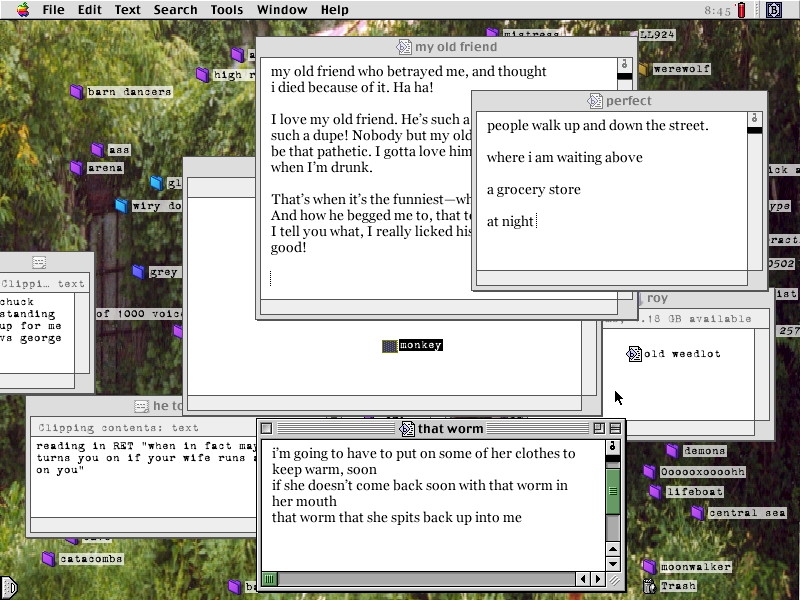 File Edit Text Search Tools Window Help 8:45
mistress
LL924
my old friend
werewolf
high r
barn dancers
my old friend who betrayed me, and thought
i died because of it. Ha ha!
I love my old friend. He's such a
such a dupe! Nobody but my old
be that pathetic. I gotta love him
when I'm drunk.
That's when it's the funniest—wh
And how he begged me to, that to
I tell you what, I really licked his
good!
perfect
people walk up and down the street.
where i am waiting above
a grocery store
at night
ass
arena
gl
wiry do
grey
of 1000 voice
Clippi… text
chuck
standing
up for me
vs george
monkey
roy
.18 GB available
old weedlot
0502
257
he to
Clipping contents: text
reading in RET "when in fact may
turns you on if your wife runs a
on you"
that worm
i'm going to have to put on some of her clothes to
keep warm, soon
if she doesn't come back soon with that worm in
her mouth
that worm that she spits back up into me
demons
Ooooxxooohh
lifeboat
central sea
catacombs
moonwalker
Trash